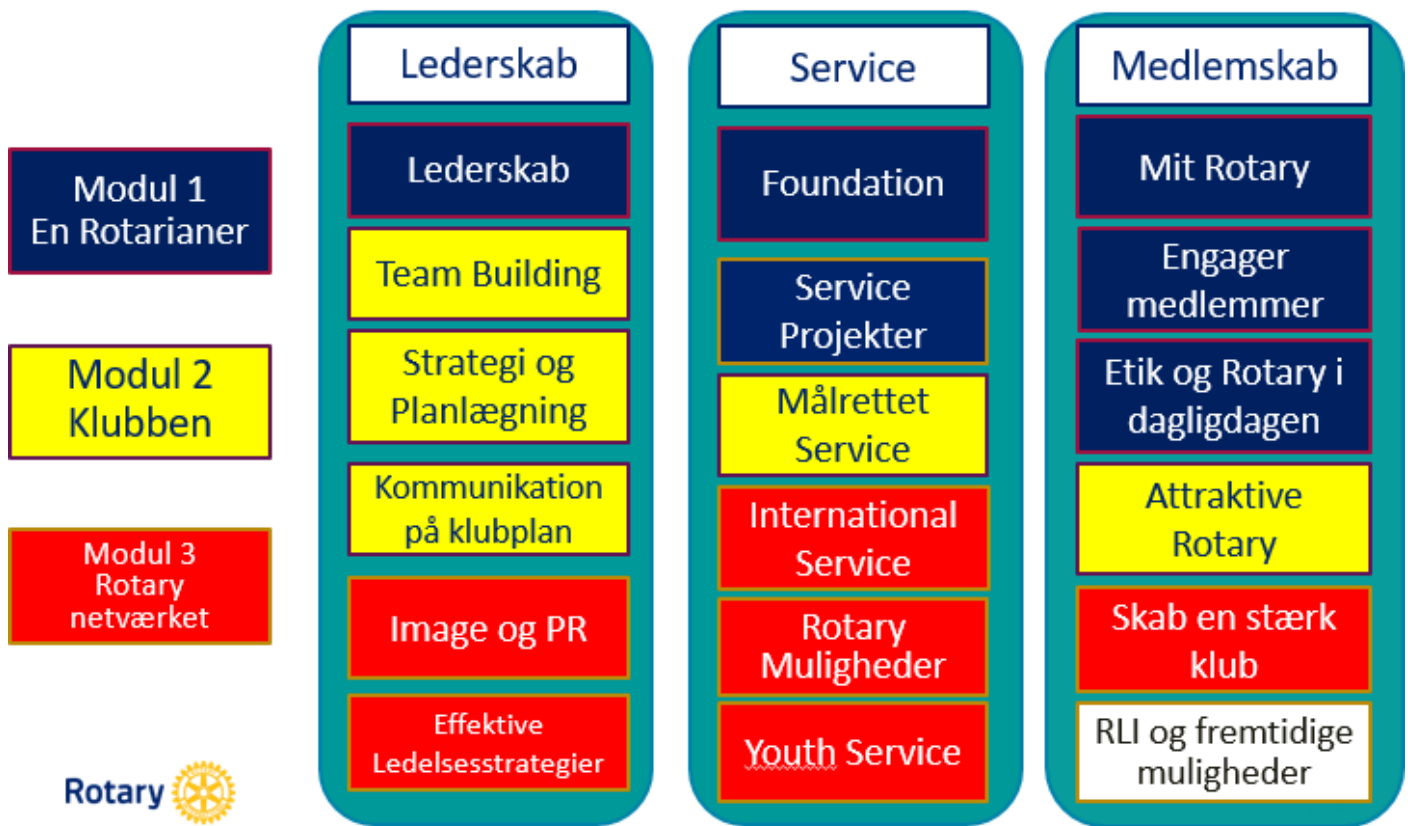 Modul 1
En Rotarianer
Modul 2
Klubben
Modul 3
Rotary
netværket
Rotary
Lederskab
Lederskab
Team Building
Strategi og
Planlægning
Kommunikation
på klubplan
Image og PR
Effektive
Ledelsesstrategier
Service
Foundation
Service
Projekter
Målrettet
Service
International
Service
Rotary
Muligheder
Youth Service
Medlemskab
Mit Rotary
Engager
medlemmer
Etik og Rotary i
dagligdagen
Attraktive
Rotary
Skab en stærk
klub
RLI og fremtidige
muligheder